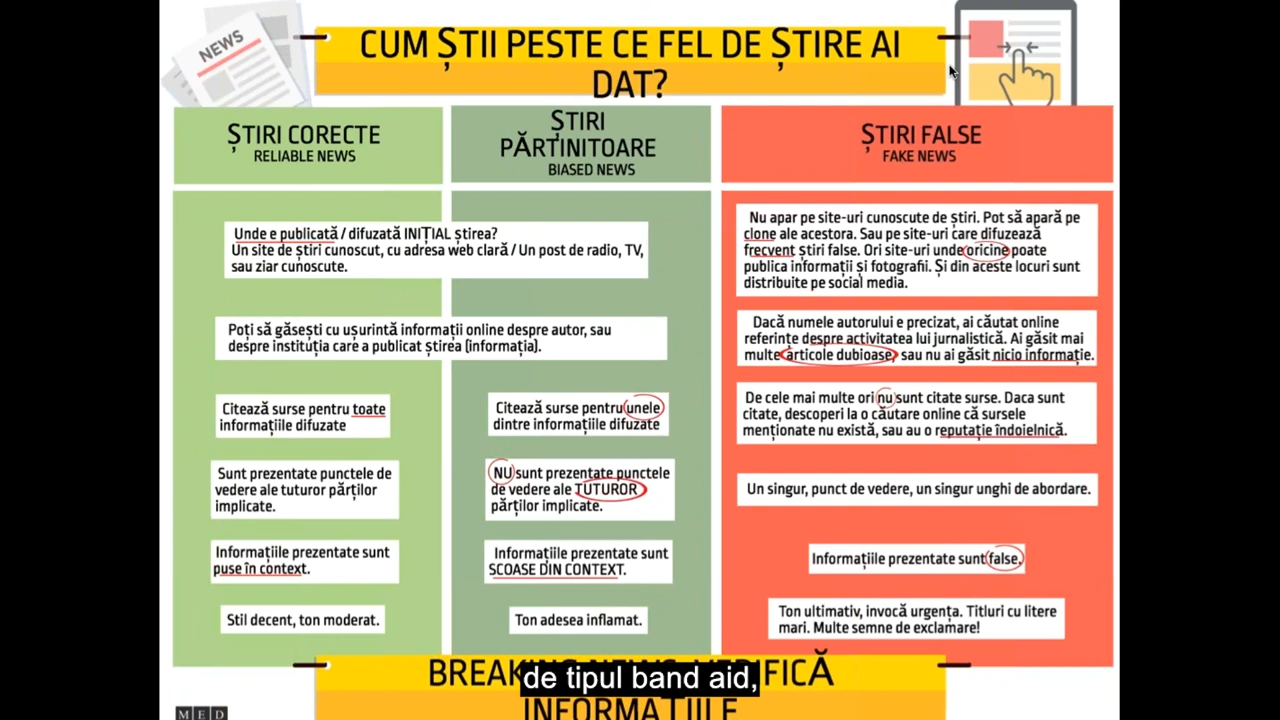 NEWS
CUM ȘTII PESTE CE FEL DE ȘTIRE AI
DAT?
ȘTIRI CORECTE
RELIABLE NEWS
ȘTIRI
PĂRTINITOARE
BIASED NEWS
ȘTIRI FALSE
FAKE NEWS
Unde e publicată / difuzată INIȚIAL știrea?
Un site de știri cunoscut, cu adresa web clară / Un post de radio, TV,
sau ziar cunoscute.
Nu apar pe site-uri cunoscute de știri. Pot să apară pe
clone ale acestora. Sau pe site-uri care difuzează
frecvent știri false. Ori site-uri unde oricine poate
publica informații și fotografii. Și din aceste locuri sunt
distribuite pe social media.
Poți să găsești cu ușurință informații online despre autor, sau
despre instituția care a publicat știrea (informația).
Dacă numele autorului e precizat, ai căutat online
referințe despre activitatea lui jurnalistică. Ai găsit mai
multe articole dubioase, sau nu ai găsit nicio informație.
Citează surse pentru toate
informațiile difuzate
Citează surse pentru unele
dintre informațiile difuzate
De cele mai multe ori nu sunt citate surse. Daca sunt
citate, descoperi la o căutare online că sursele
menționate nu există, sau au o reputație îndoielnică.
Sunt prezentate punctele de
vedere ale tuturor părților
implicate.
NU sunt prezentate punctele
de vedere ale TUTUROR
părților implicate.
Un singur, punct de vedere, un singur unghi de abordare.
Informațiile prezentate sunt
puse în context.
Informațiile prezentate sunt
SCOASE DIN CONTEXT.
Informațiile prezentate sunt false.
Stil decent, ton moderat.
Ton adesea inflamat.
Ton ultimativ, invocă urgența. Titluri cu litere
mari. Multe semne de exclamare!
de tipul band aid,
INFORMAȚIILE
MED